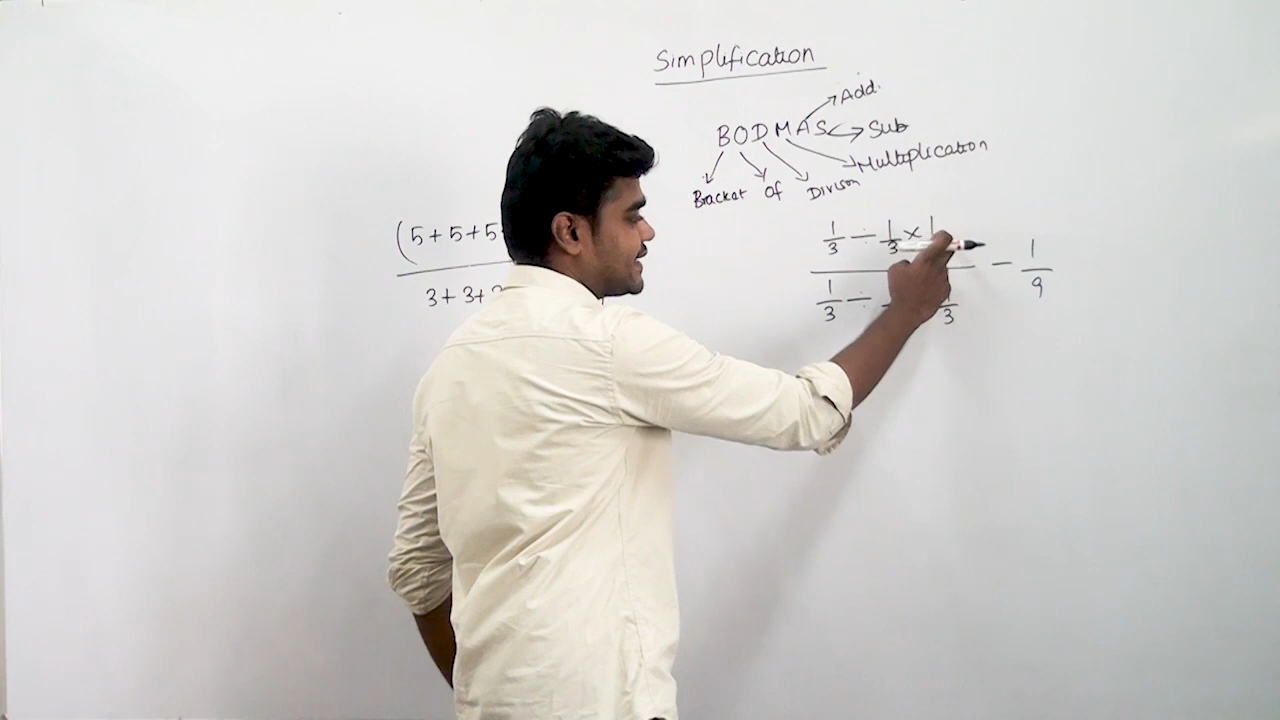 Simplification
Add.
BODMAS
Sub
Multiplication
Bracket Of Divison
(5+5+5
3+3+
1/3 ÷ 1/3 × 1
1/3 ÷ 1/3
− 1/9